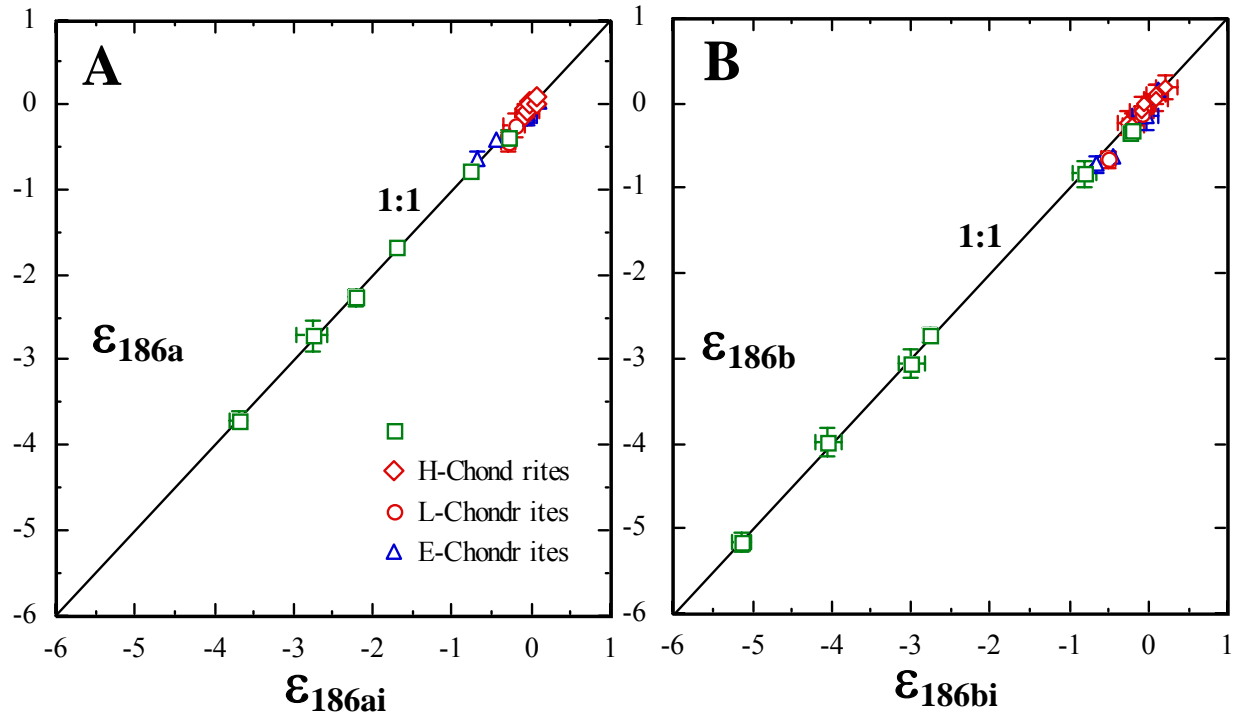 A
1
0
-1
-2
-3
-4
-5
-6
ε186a
1:1
H-Chond rites
L-Chondr ites
E-Chondr ites
-6 -5 -4 -3 -2 -1 0 1
ε186ai
B
1
0
-1
-2
-3
-4
-5
-6
ε186b
1:1
-6 -5 -4 -3 -2 -1 0 1
ε186bi